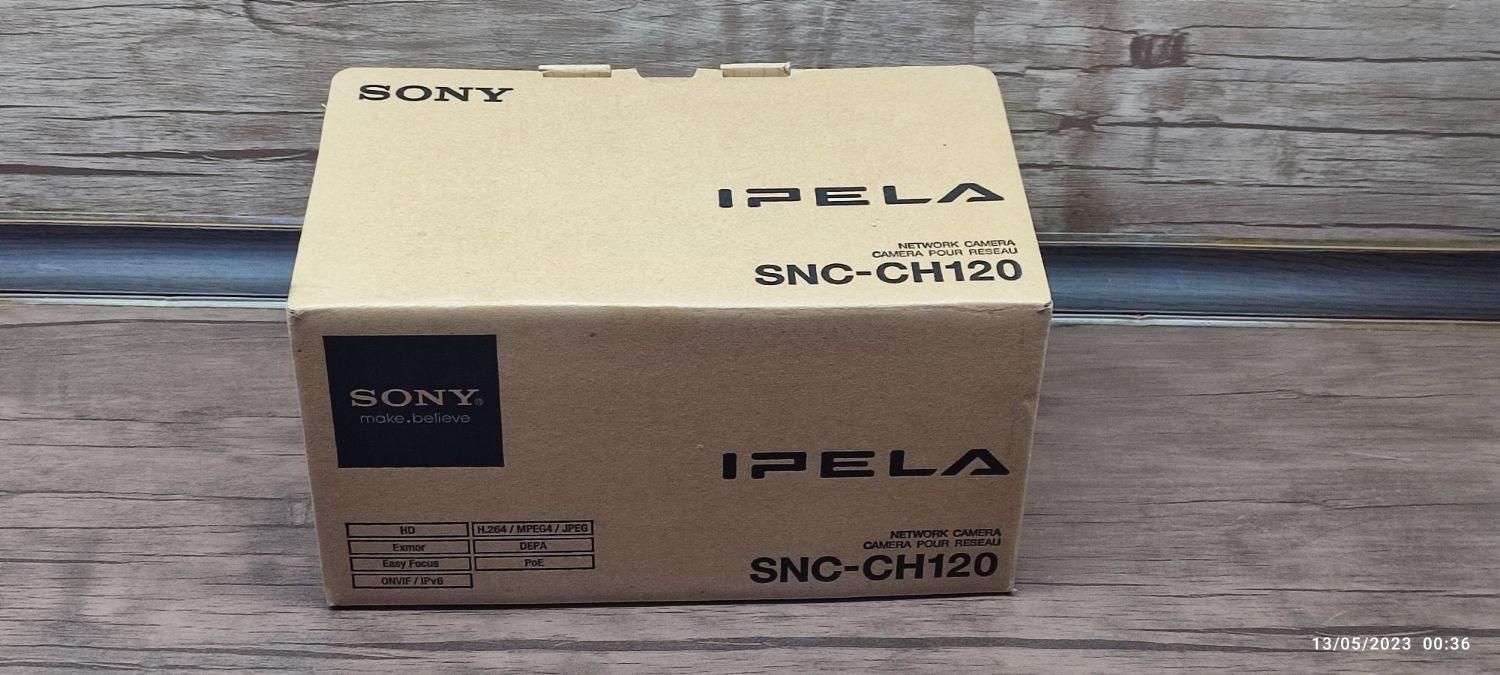 SONY
IPELA
NETWORK CAMERA
CAMERA POUR RESEAU
SNC-CH120
SONY®
make.believe
IPELA
HD
H.264 / MPEG4 / JPEG
Exmor
DEPA
Easy Focus
PoE
ONVIF / IPv6
NETWORK CAMERA
CAMERA POUR RESEAU
SNC-CH120
13/05/2023 00:36